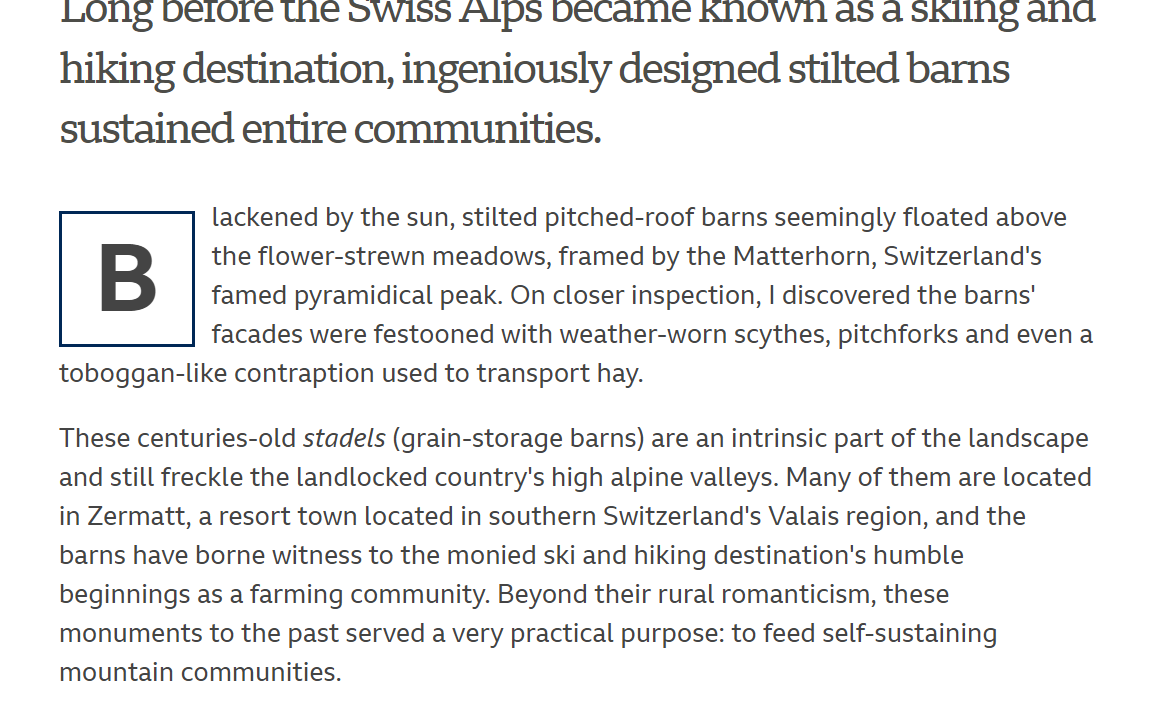 Long before the Swiss Alps became known as a skiing and
hiking destination, ingeniously designed stilted barns
sustained entire communities.
Blackened by the sun, stilted pitched-roof barns seemingly floated above
the flower-strewn meadows, framed by the Matterhorn, Switzerland's
famed pyramidical peak. On closer inspection, I discovered the barns'
facades were festooned with weather-worn scythes, pitchforks and even a
toboggan-like contraption used to transport hay.
These centuries-old stadels (grain-storage barns) are an intrinsic part of the landscape
and still freckle the landlocked country's high alpine valleys. Many of them are located
in Zermatt, a resort town located in southern Switzerland's Valais region, and the
barns have borne witness to the monied ski and hiking destination's humble
beginnings as a farming community. Beyond their rural romanticism, these
monuments to the past served a very practical purpose: to feed self-sustaining
mountain communities.